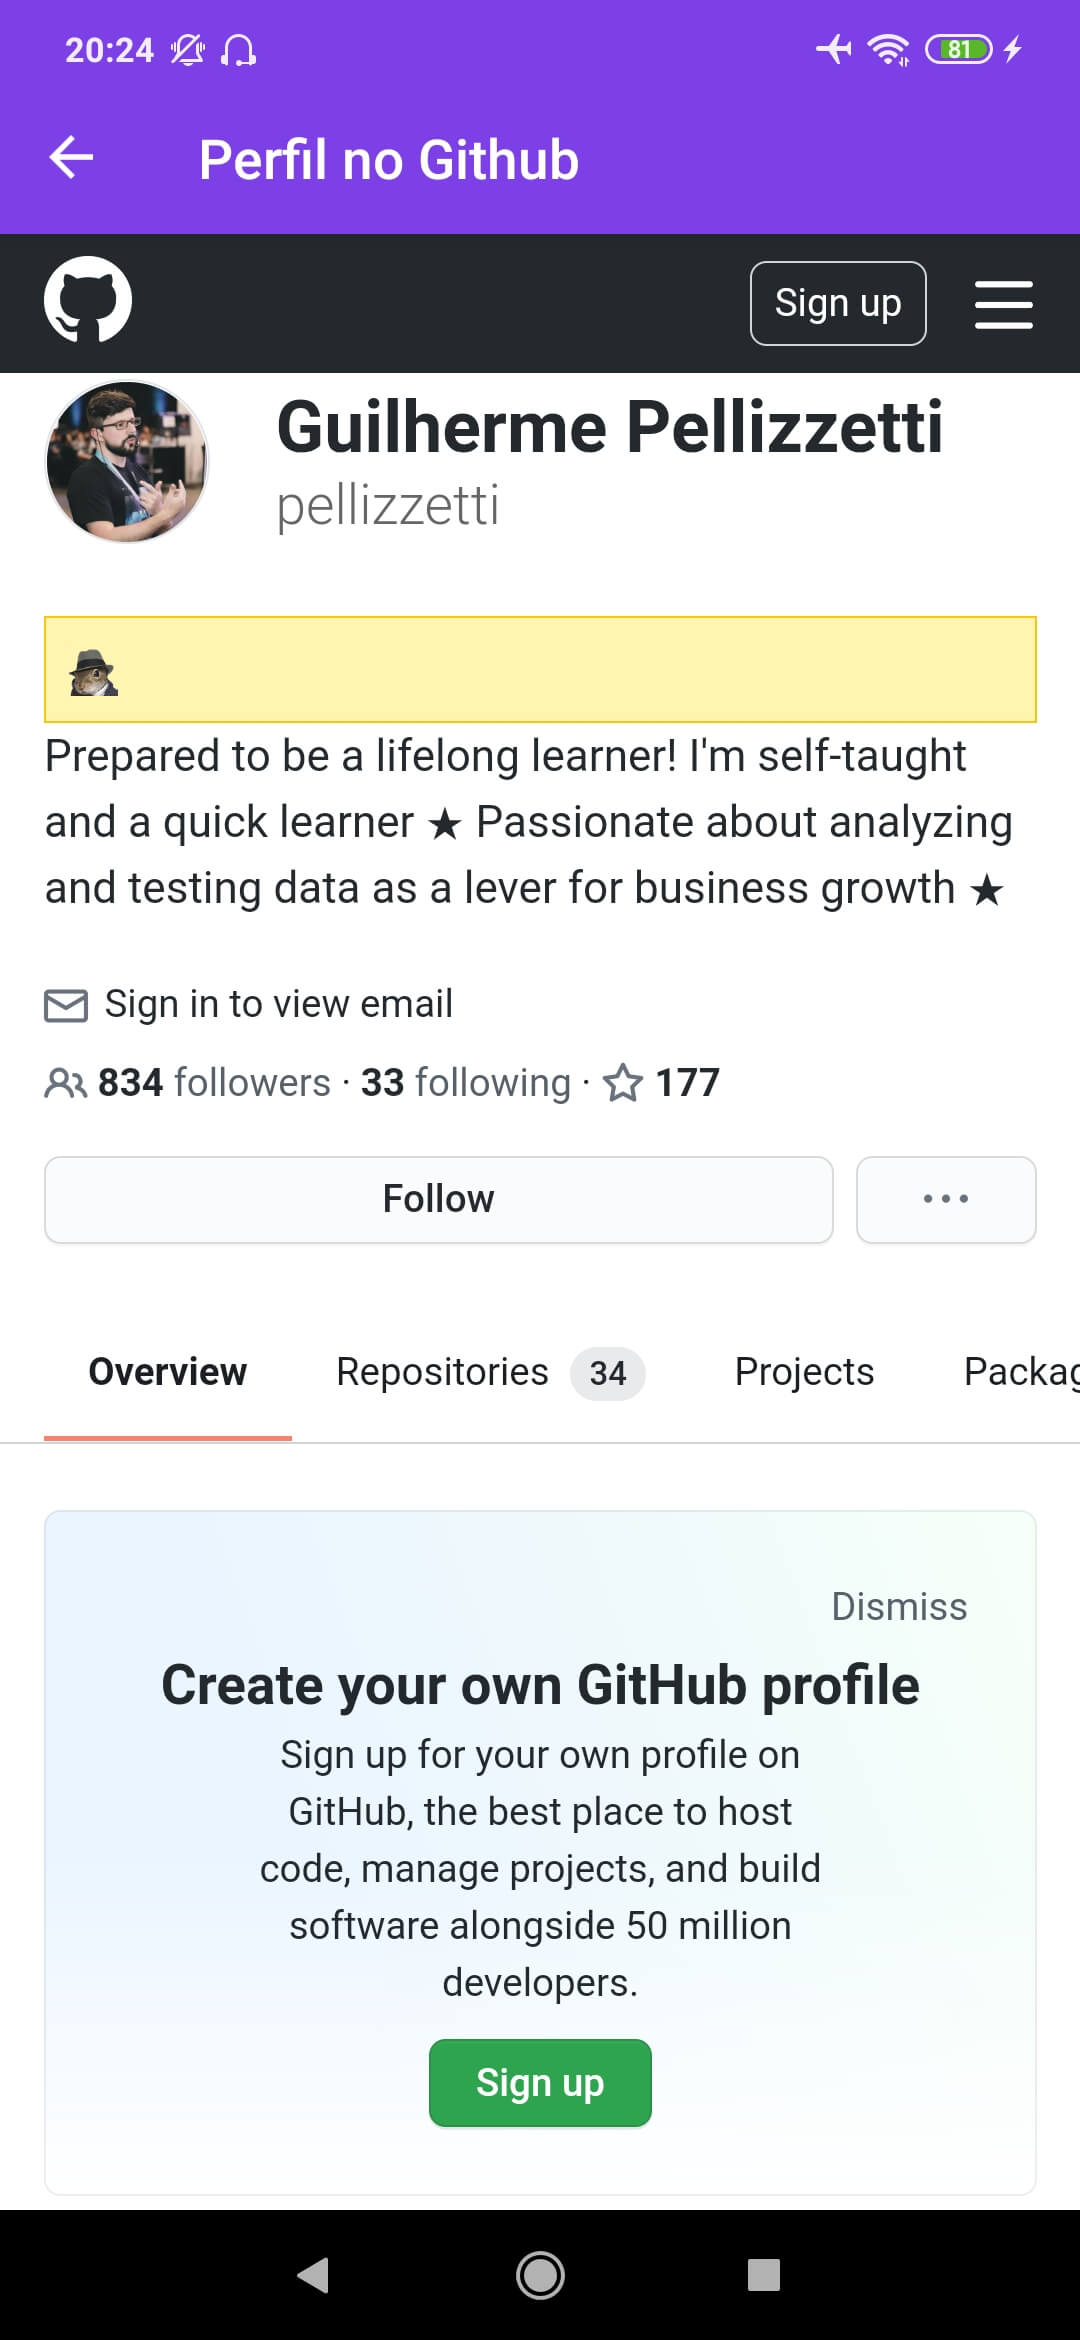 20:24
81
Perfil no Github
Sign up
Guilherme Pellizzetti
pellizzetti
Prepared to be a lifelong learner! I'm self-taught
and a quick learner ★ Passionate about analyzing
and testing data as a lever for business growth ★
Sign in to view email
834 followers · 33 following · 177
Follow
Overview Repositories 34 Projects Packag
Dismiss
Create your own GitHub profile
Sign up for your own profile on
GitHub, the best place to host
code, manage projects, and build
software alongside 50 million
developers.
Sign up